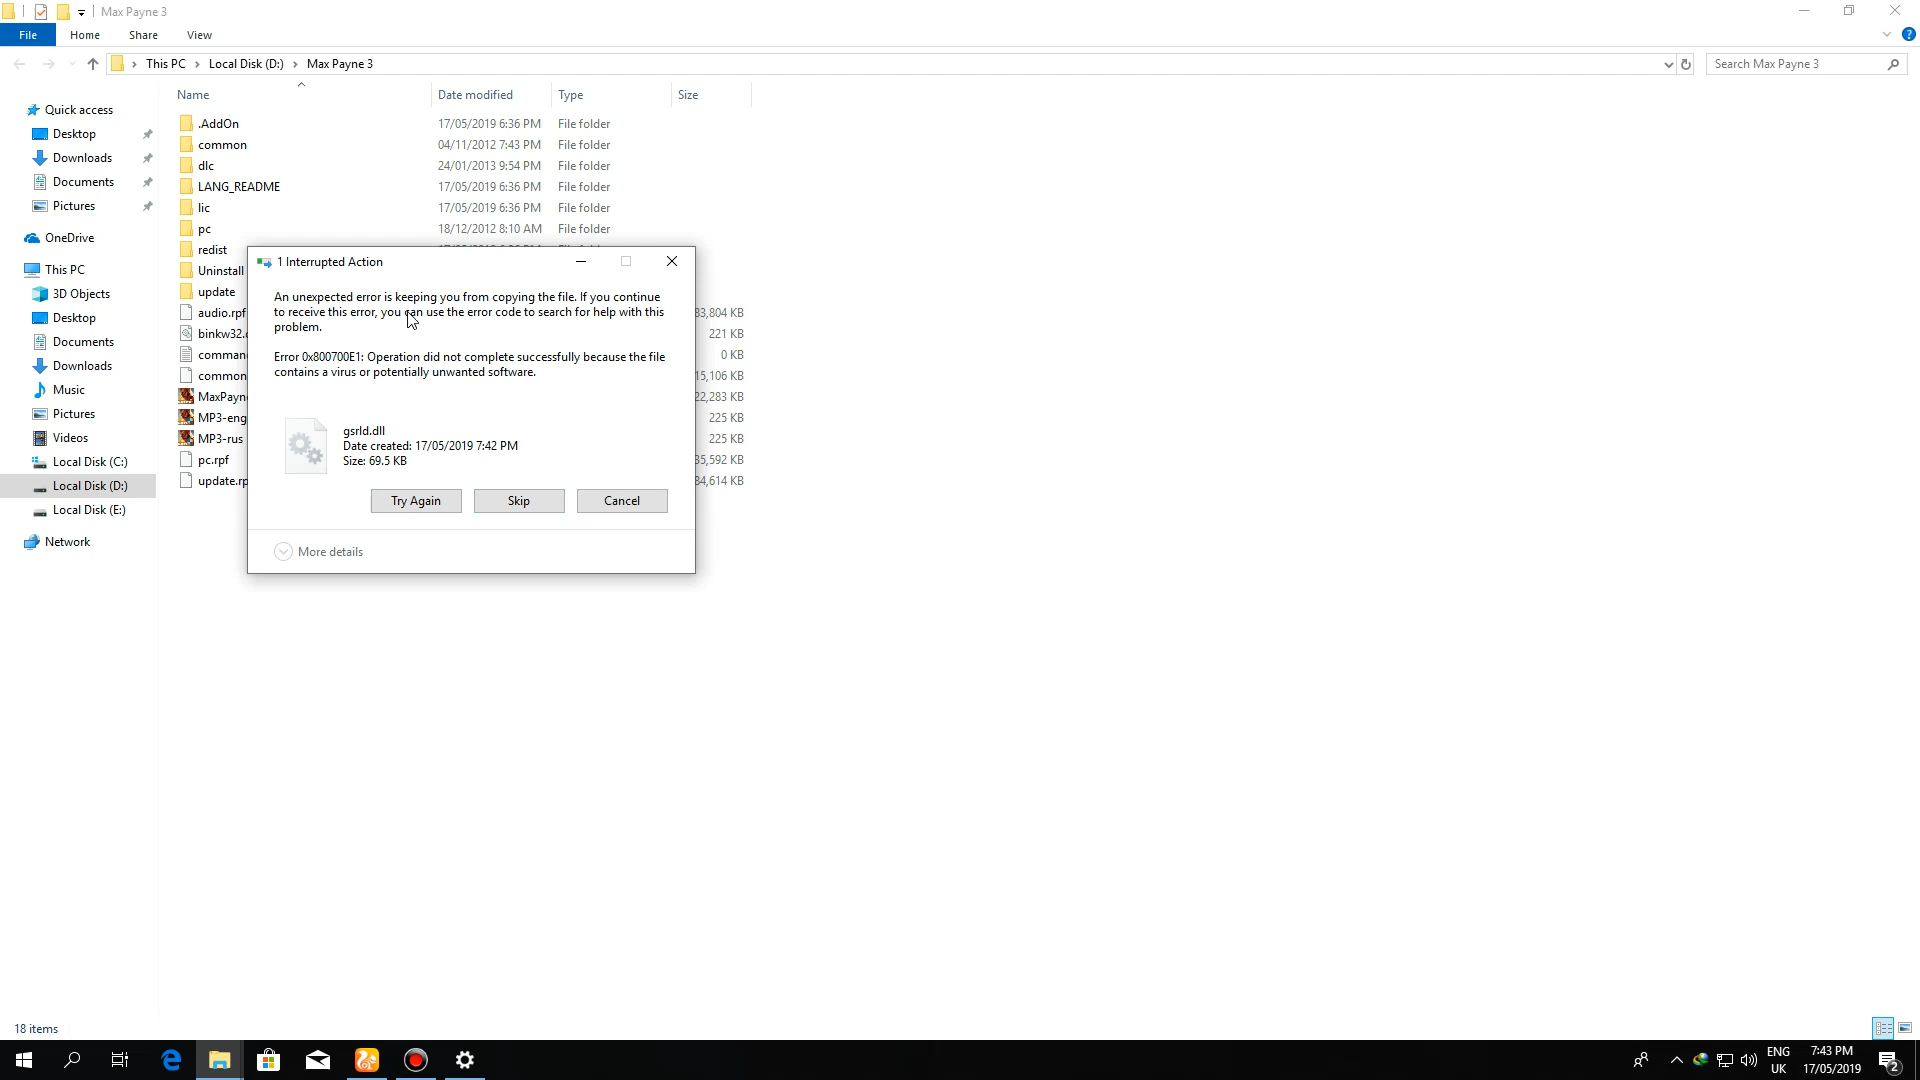 Max Payne 3
File
Home
Share
View
This PC
Local Disk (D:)
Max Payne 3
Search Max Payne 3
Name
Date modified
Type
Size
Quick access
Desktop
Downloads
Documents
Pictures
OneDrive
This PC
3D Objects
Desktop
Documents
Downloads
Music
Pictures
Videos
Local Disk (C:)
Local Disk (D:)
Local Disk (E:)
Network
.AddOn 17/05/2019 6:36 PM File folder
common 04/11/2012 7:43 PM File folder
dlc 24/01/2013 9:54 PM File folder
LANG_README 17/05/2019 6:36 PM File folder
lic 17/05/2019 6:36 PM File folder
pc 18/12/2012 8:10 AM File folder
redist
Uninstall
update
audio.rpf 83,804 KB
binkw32. 221 KB
comman 0 KB
common 15,106 KB
MaxPayn 22,283 KB
MP3-eng 225 KB
MP3-rus 225 KB
pc.rpf 35,592 KB
update.rp 84,614 KB
1 Interrupted Action
An unexpected error is keeping you from copying the file. If you continue
to receive this error, you can use the error code to search for help with this
problem.
Error 0x800700E1: Operation did not complete successfully because the file
contains a virus or potentially unwanted software.
gsrld.dll
Date created: 17/05/2019 7:42 PM
Size: 69.5 KB
Try Again
Skip
Cancel
More details
18 items
ENG
UK
7:43 PM
17/05/2019
2